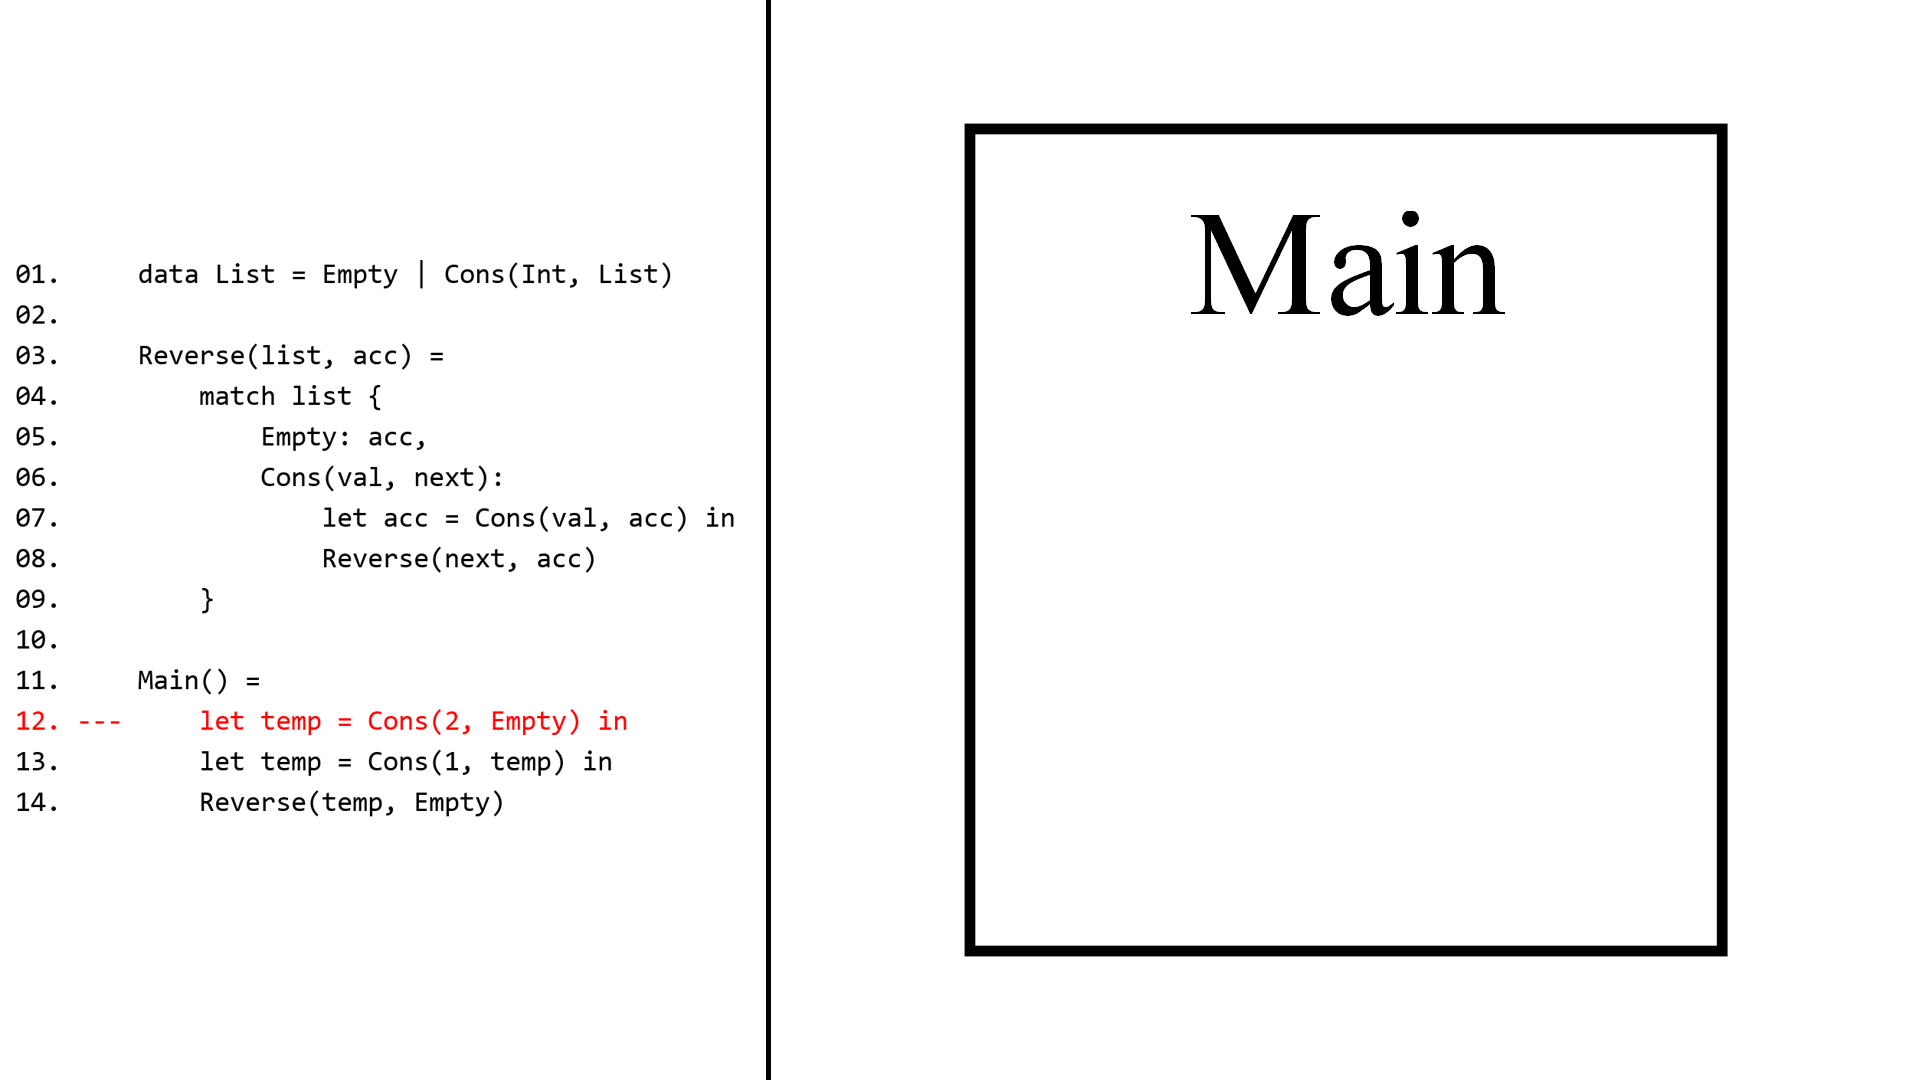 01.     data List = Empty | Cons(Int, List)
02.
03.     Reverse(list, acc) =
04.         match list {
05.             Empty: acc,
06.             Cons(val, next):
07.                 let acc = Cons(val, acc) in
08.                 Reverse(next, acc)
09.         }
10.
11.     Main() =
12. ---     let temp = Cons(2, Empty) in
13.         let temp = Cons(1, temp) in
14.         Reverse(temp, Empty)
Main